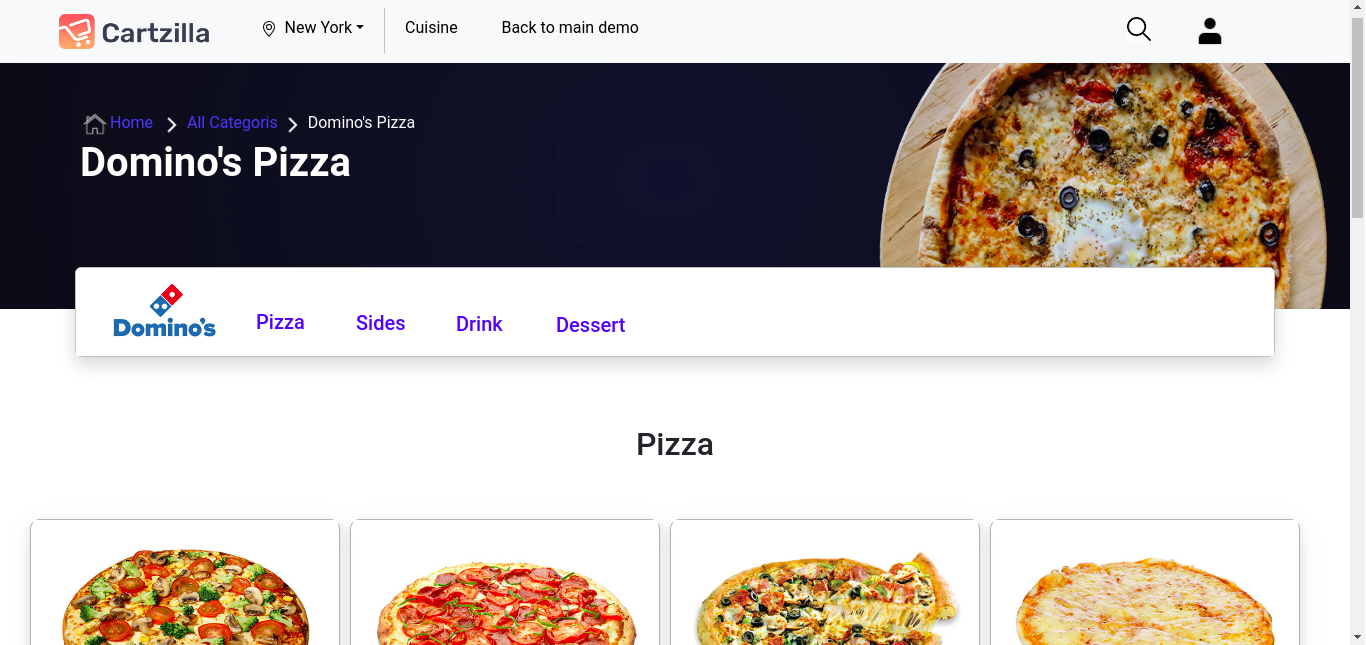 Cartzilla New York Cuisine Back to main demo
Home All Categoris Domino's Pizza
Domino's Pizza
Domino's Pizza Sides Drink Dessert
Pizza